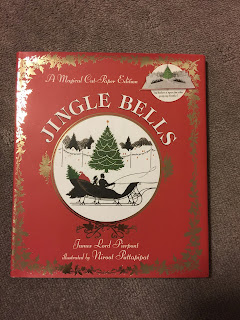 A Magical Cut-Paper Edition
JINGLE BELLS
James Lord Pierpont
illustrated by Niroot Puttapipat